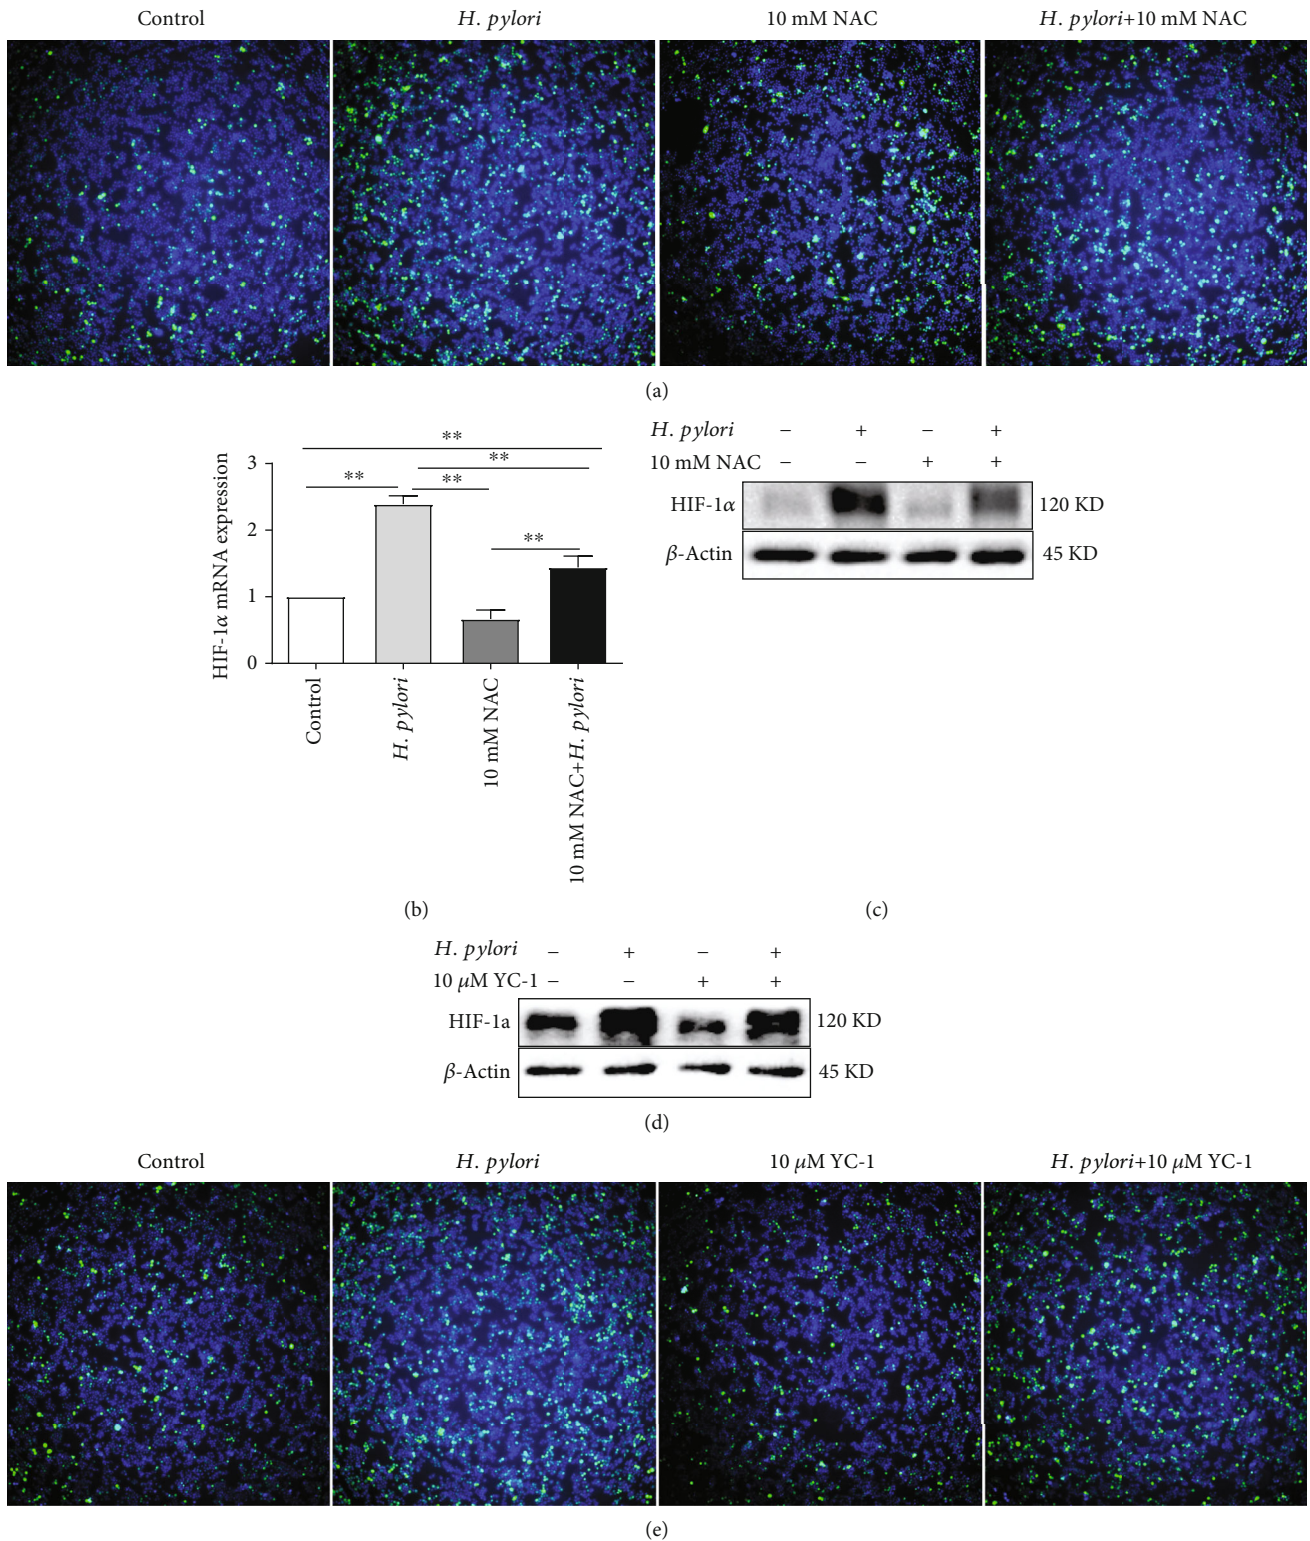 Control H. pylori 10 mM NAC H. pylori+10 mM NAC
(a)
** 
** 
** ** 
**
3
2
1
0
HIF-1α mRNA expression
Control
H. pylori
10 mM NAC
10 mM NAC+H. pylori
(b)
H. pylori – + – +
10 mM NAC – – + +
HIF-1α 120 KD
β-Actin 45 KD
(c)
H. pylori – + – +
10 μM YC-1 – – + +
HIF-1a 120 KD
β-Actin 45 KD
(d)
Control H. pylori 10 μM YC-1 H. pylori+10 μM YC-1
(e)